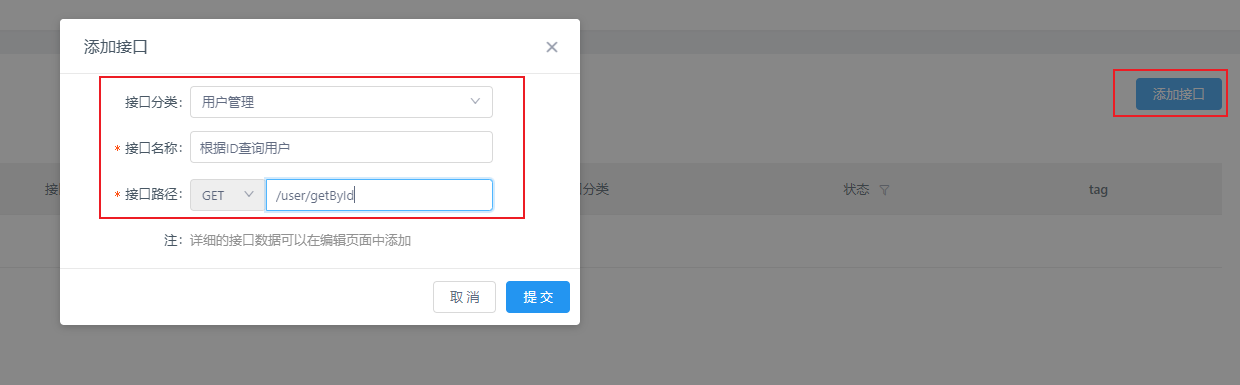 添加接口
添加接口
接口分类:
用户管理
* 接口名称:
根据ID查询用户
* 接口路径:
GET
/user/getById
接
分类
状态
tag
注:
详细的接口数据可以在编辑页面中添加
取 消
提 交